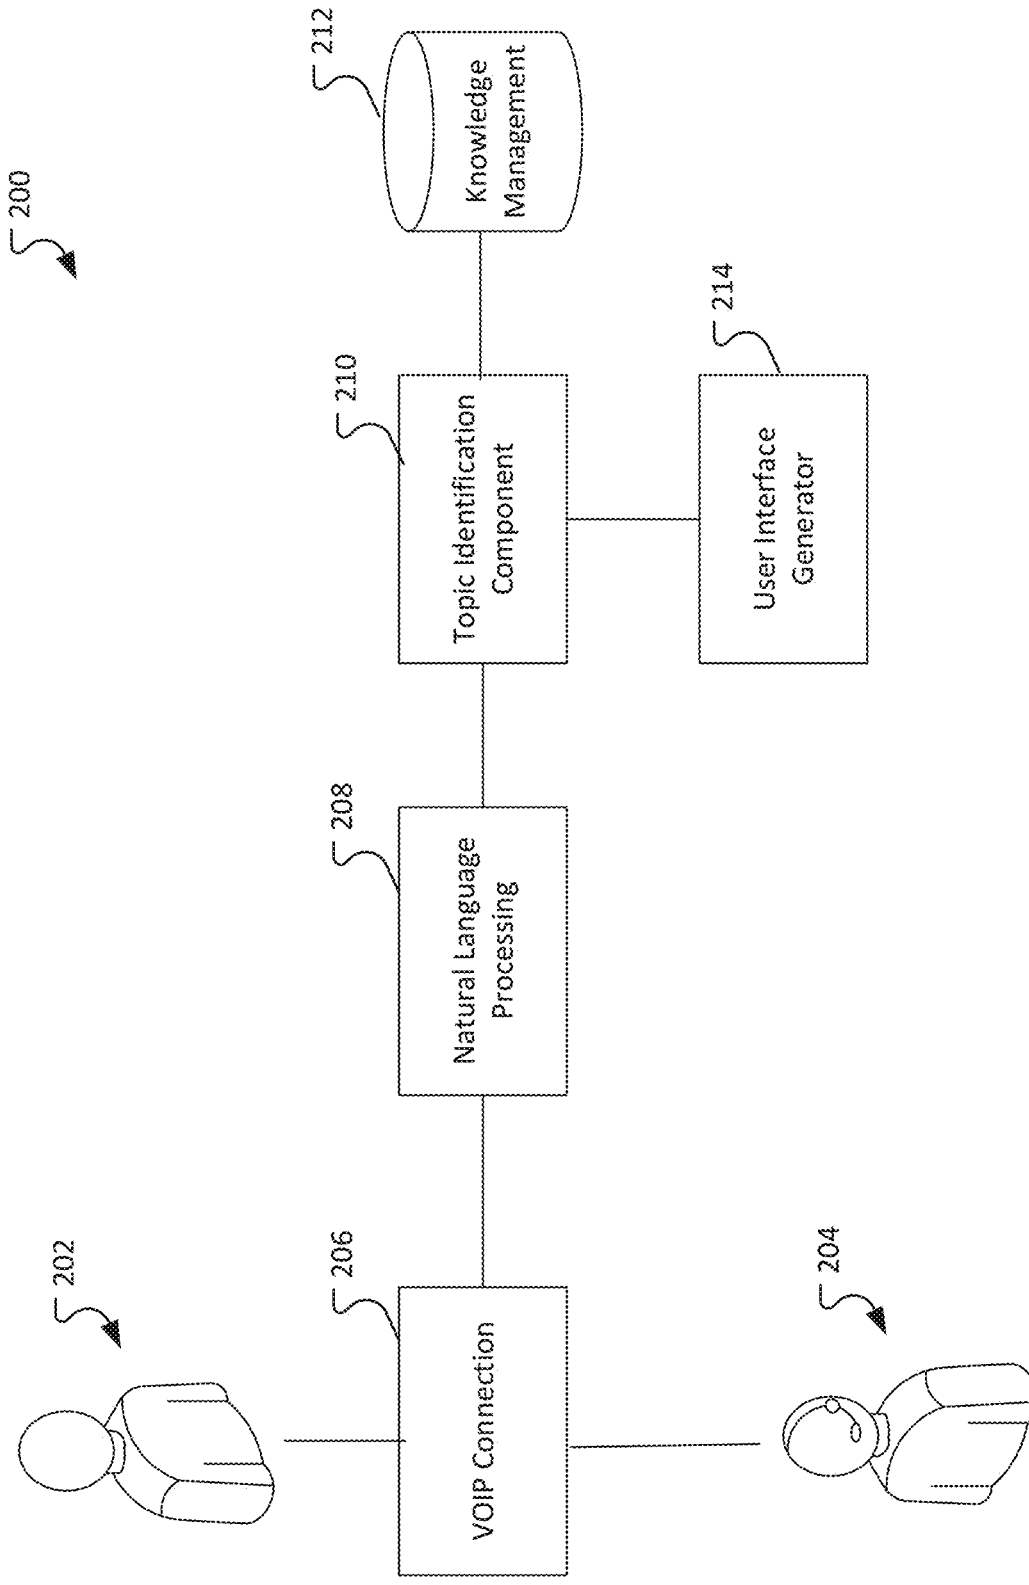 200
202
206
VOIP Connection
204
208
Natural Language
Processing
210
Topic Identification
Component
212
Knowledge
Management
214
User Interface
Generator